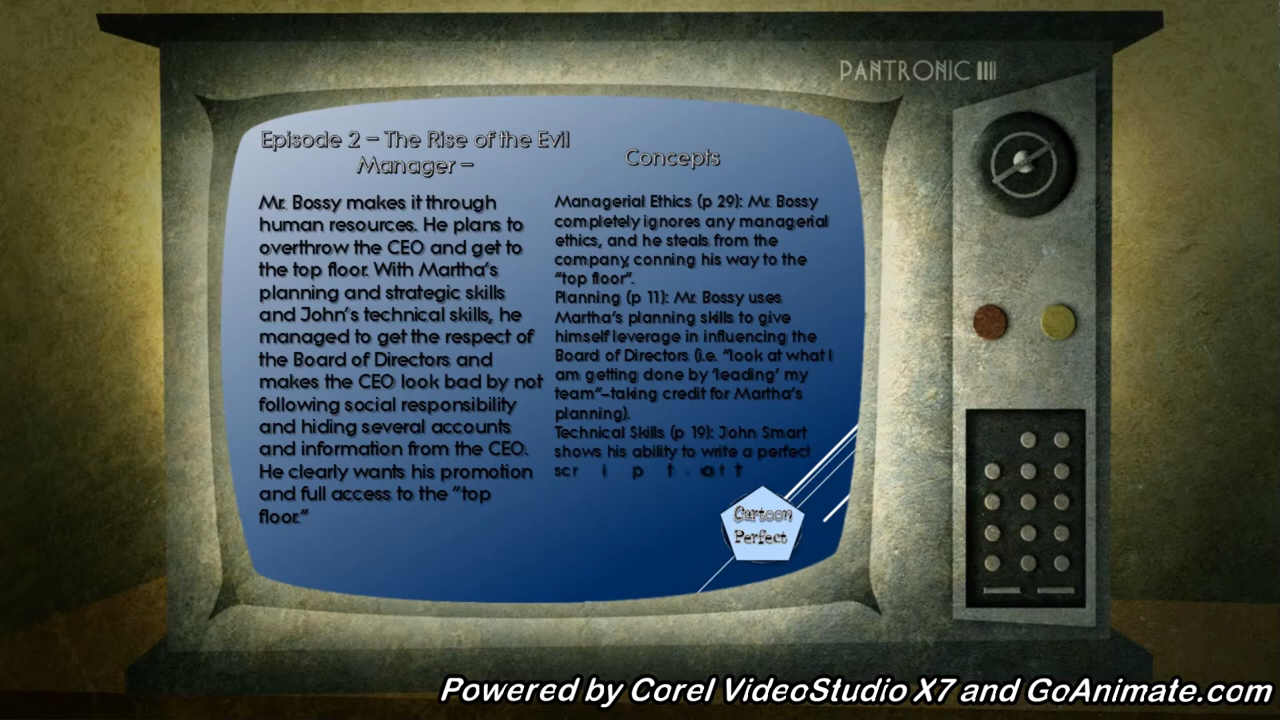 PANTRONIC
Episode 2 – The Rise of the Evil
Manager –
Mr. Bossy makes it through
human resources. He plans to
overthrow the CEO and get to
the top floor. With Martha's
planning and strategic skills
and John's technical skills, he
managed to get the respect of
the Board of Directors and
makes the CEO look bad by not
following social responsibility
and hiding several accounts
and information from the CEO.
He clearly wants his promotion
and full access to the "top
floor."
Concepts
Managerial Ethics (p 29): Mr. Bossy
completely ignores any managerial
ethics, and he steals from the
company, conning his way to the
"top floor".
Planning (p 11): Mr. Bossy uses
Martha's planning skills to give
himself leverage in influencing the
Board of Directors (i.e. "look at what I
am getting done by 'leading' my
team"–taking credit for Martha's
planning).
Technical Skills (p 19): John Smart
shows his ability to write a perfect
scr i p t
Cartoon
Perfect
Powered by Corel VideoStudio X7 and GoAnimate.com